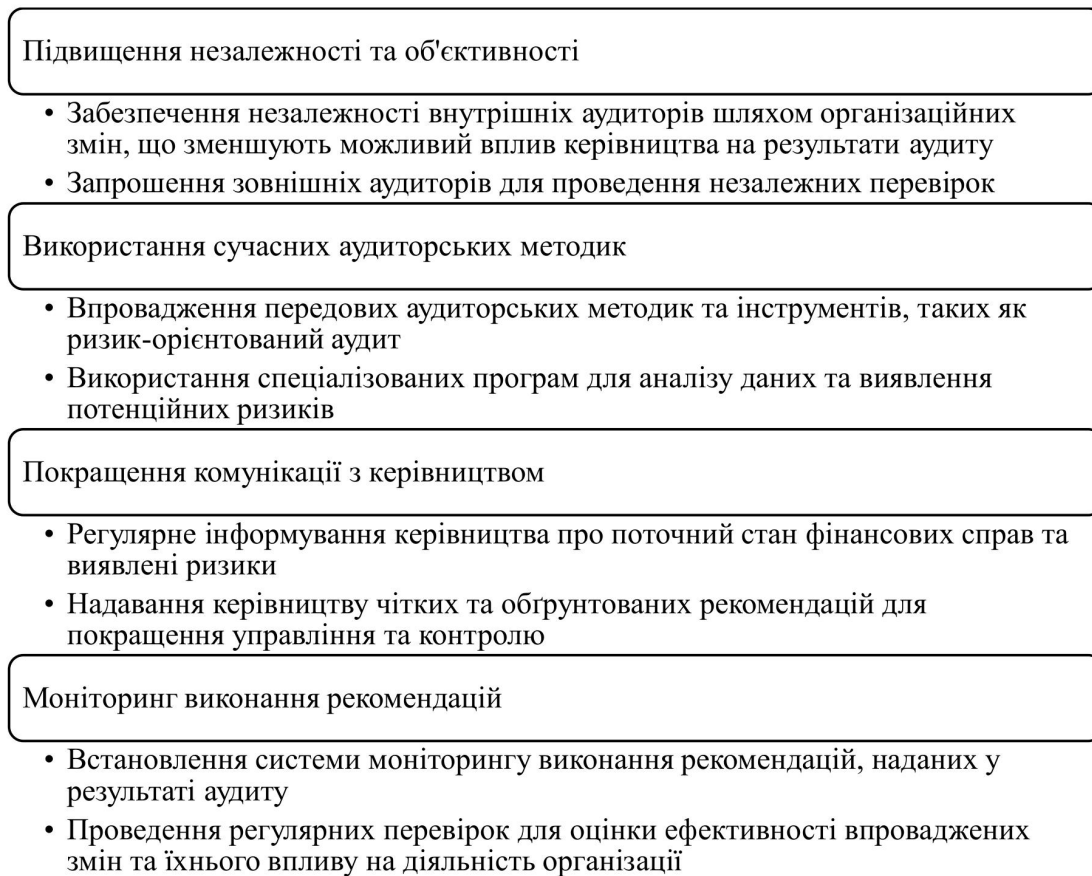 Підвищення незалежності та об'єктивності
• Забезпечення незалежності внутрішніх аудиторів шляхом організаційних
змін, що зменшують можливий вплив керівництва на результати аудиту
• Запрошення зовнішніх аудиторів для проведення незалежних перевірок
Використання сучасних аудиторських методик
• Впровадження передових аудиторських методик та інструментів, таких як
ризик-орієнтований аудит
• Використання спеціалізованих програм для аналізу даних та виявлення
потенційних ризиків
Покращення комунікації з керівництвом
• Регулярне інформування керівництва про поточний стан фінансових справ та
виявлені ризики
• Надавання керівництву чітких та обґрунтованих рекомендацій для
покращення управління та контролю
Моніторинг виконання рекомендацій
• Встановлення системи моніторингу виконання рекомендацій, наданих у
результаті аудиту
• Проведення регулярних перевірок для оцінки ефективності впроваджених
змін та їхнього впливу на діяльність організації